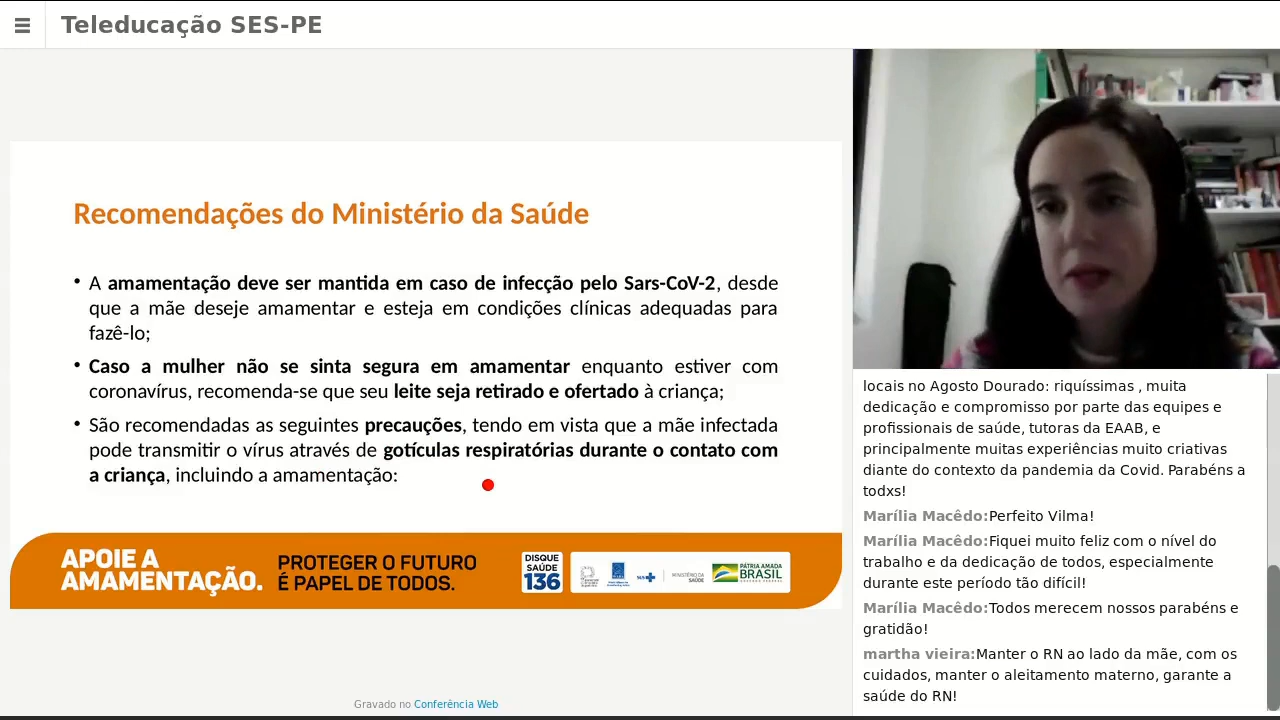 Teleducação SES-PE
Recomendações do Ministério da Saúde
• A amamentação deve ser mantida em caso de infecção pelo Sars-CoV-2, desde
que a mãe deseje amamentar e esteja em condições clínicas adequadas para
fazê-lo;
• Caso a mulher não se sinta segura em amamentar enquanto estiver com
coronavírus, recomenda-se que seu leite seja retirado e ofertado à criança;
• São recomendadas as seguintes precauções, tendo em vista que a mãe infectada
pode transmitir o vírus através de gotículas respiratórias durante o contato com
a criança, incluindo a amamentação:
APOIE A
AMAMENTAÇÃO.
PROTEGER O FUTURO
É PAPEL DE TODOS.
DISQUE
SAÚDE
136
SUS
MINISTÉRIO DA
SAÚDE
PÁTRIA AMADA
BRASIL
Gravado no Conferência Web
locais no Agosto Dourado: riquíssimas , muita
dedicação e compromisso por parte das equipes e
profissionais de saúde, tutoras da EAAB, e
principalmente muitas experiências muito criativas
diante do contexto da pandemia da Covid. Parabéns a
todxs!
Marília Macêdo:Perfeito Vilma!
Marília Macêdo:Fiquei muito feliz com o nível do
trabalho e da dedicação de todos, especialmente
durante este período tão difícil!
Marília Macêdo:Todos merecem nossos parabéns e
gratidão!
martha vieira:Manter o RN ao lado da mãe, com os
cuidados, manter o aleitamento materno, garante a
saúde do RN!